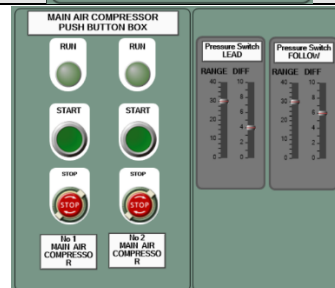 MAIN AIR COMPRESSOR
PUSH BUTTON BOX
RUN RUN
START START
STOP STOP
STOP STOP
No 1
MAIN AIR
COMPRESSO
R
No 2
MAIN AIR
COMPRESSO
R
Pressure Switch
LEAD
RANGE DIFF
40 10
30 8
20 6
10 4
0 2
0
Pressure Switch
FOLLOW
RANGE DIFF
40 10
30 8
20 6
10 4
0 2
0